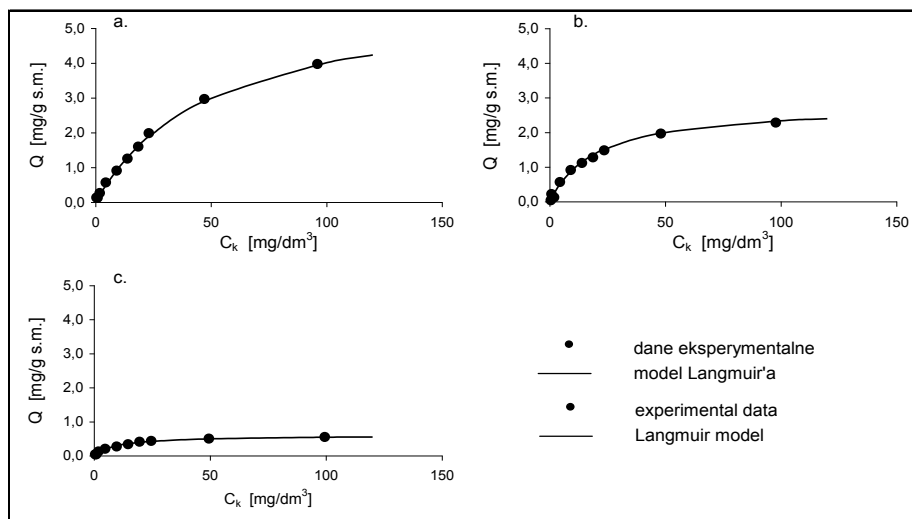 a.
5,0
4,0
3,0
2,0
1,0
0,0
Q [mg/g s.m.]
0 50 100 150
Cₖ [mg/dm³]
b.
5,0
4,0
3,0
2,0
1,0
0,0
Q [mg/g s.m.]
0 50 100 150
Cₖ [mg/dm³]
c.
5,0
4,0
3,0
2,0
1,0
0,0
Q [mg/g s.m.]
0 50 100 150
Cₖ [mg/dm³]
dane eksperymentalne
model Langmuir'a
experimental data
Langmuir model